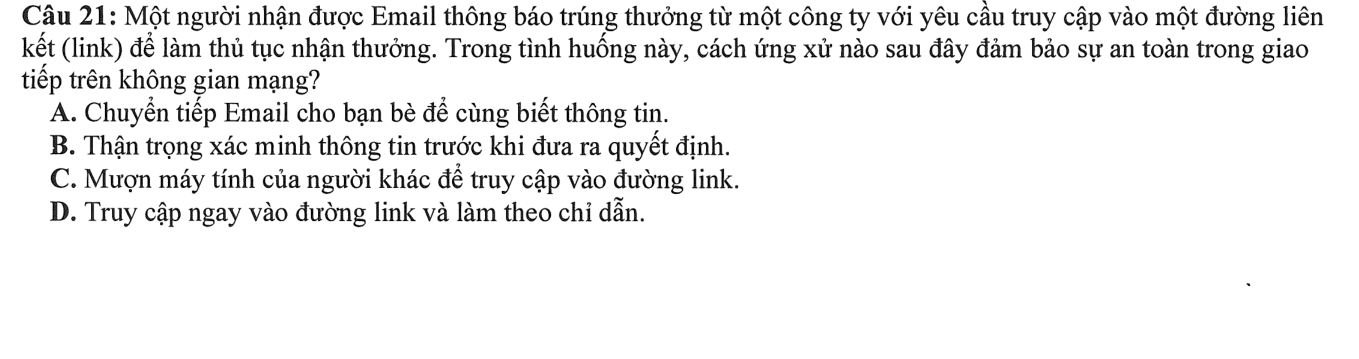 Câu 21: Một người nhận được Email thông báo trúng thưởng từ một công ty với yêu cầu truy cập vào một đường liên
kết (link) để làm thủ tục nhận thưởng. Trong tình huống này, cách ứng xử nào sau đây đảm bảo sự an toàn trong giao
tiếp trên không gian mạng?
A. Chuyển tiếp Email cho bạn bè để cùng biết thông tin.
B. Thận trọng xác minh thông tin trước khi đưa ra quyết định.
C. Mượn máy tính của người khác để truy cập vào đường link.
D. Truy cập ngay vào đường link và làm theo chỉ dẫn.